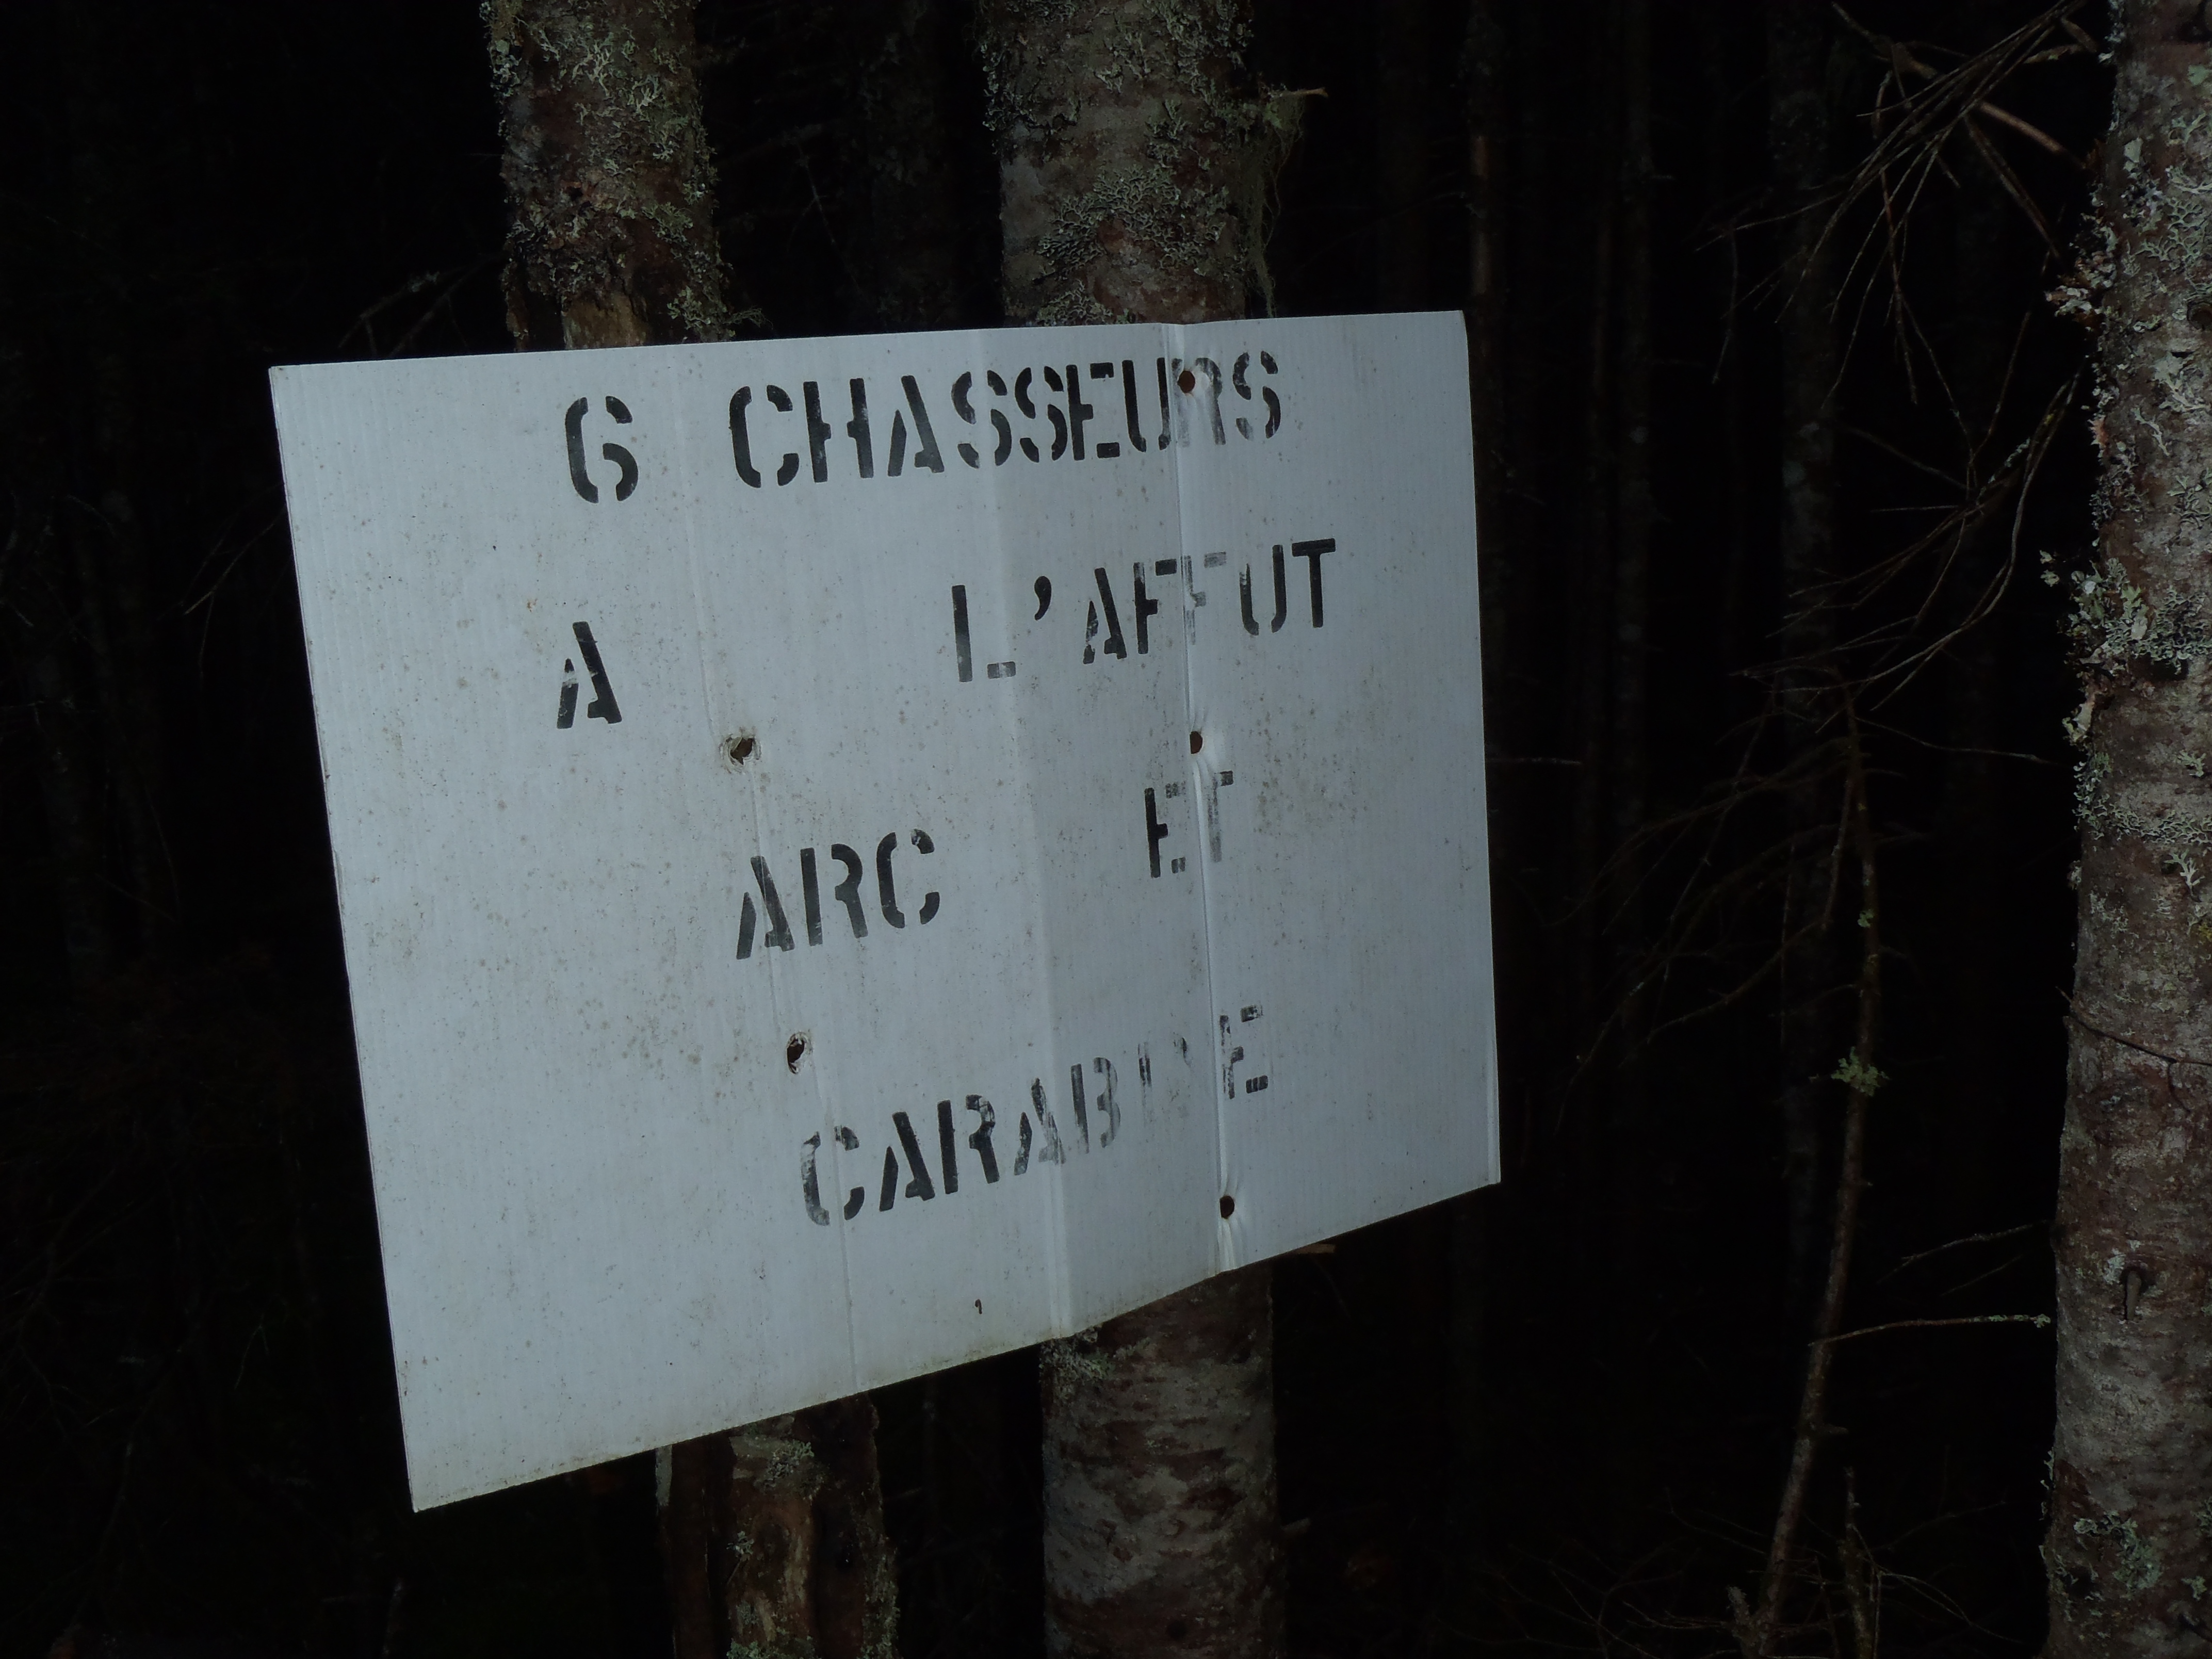 6 CHASSEURS
A L'AFFUT
ARC ET
CARABINE